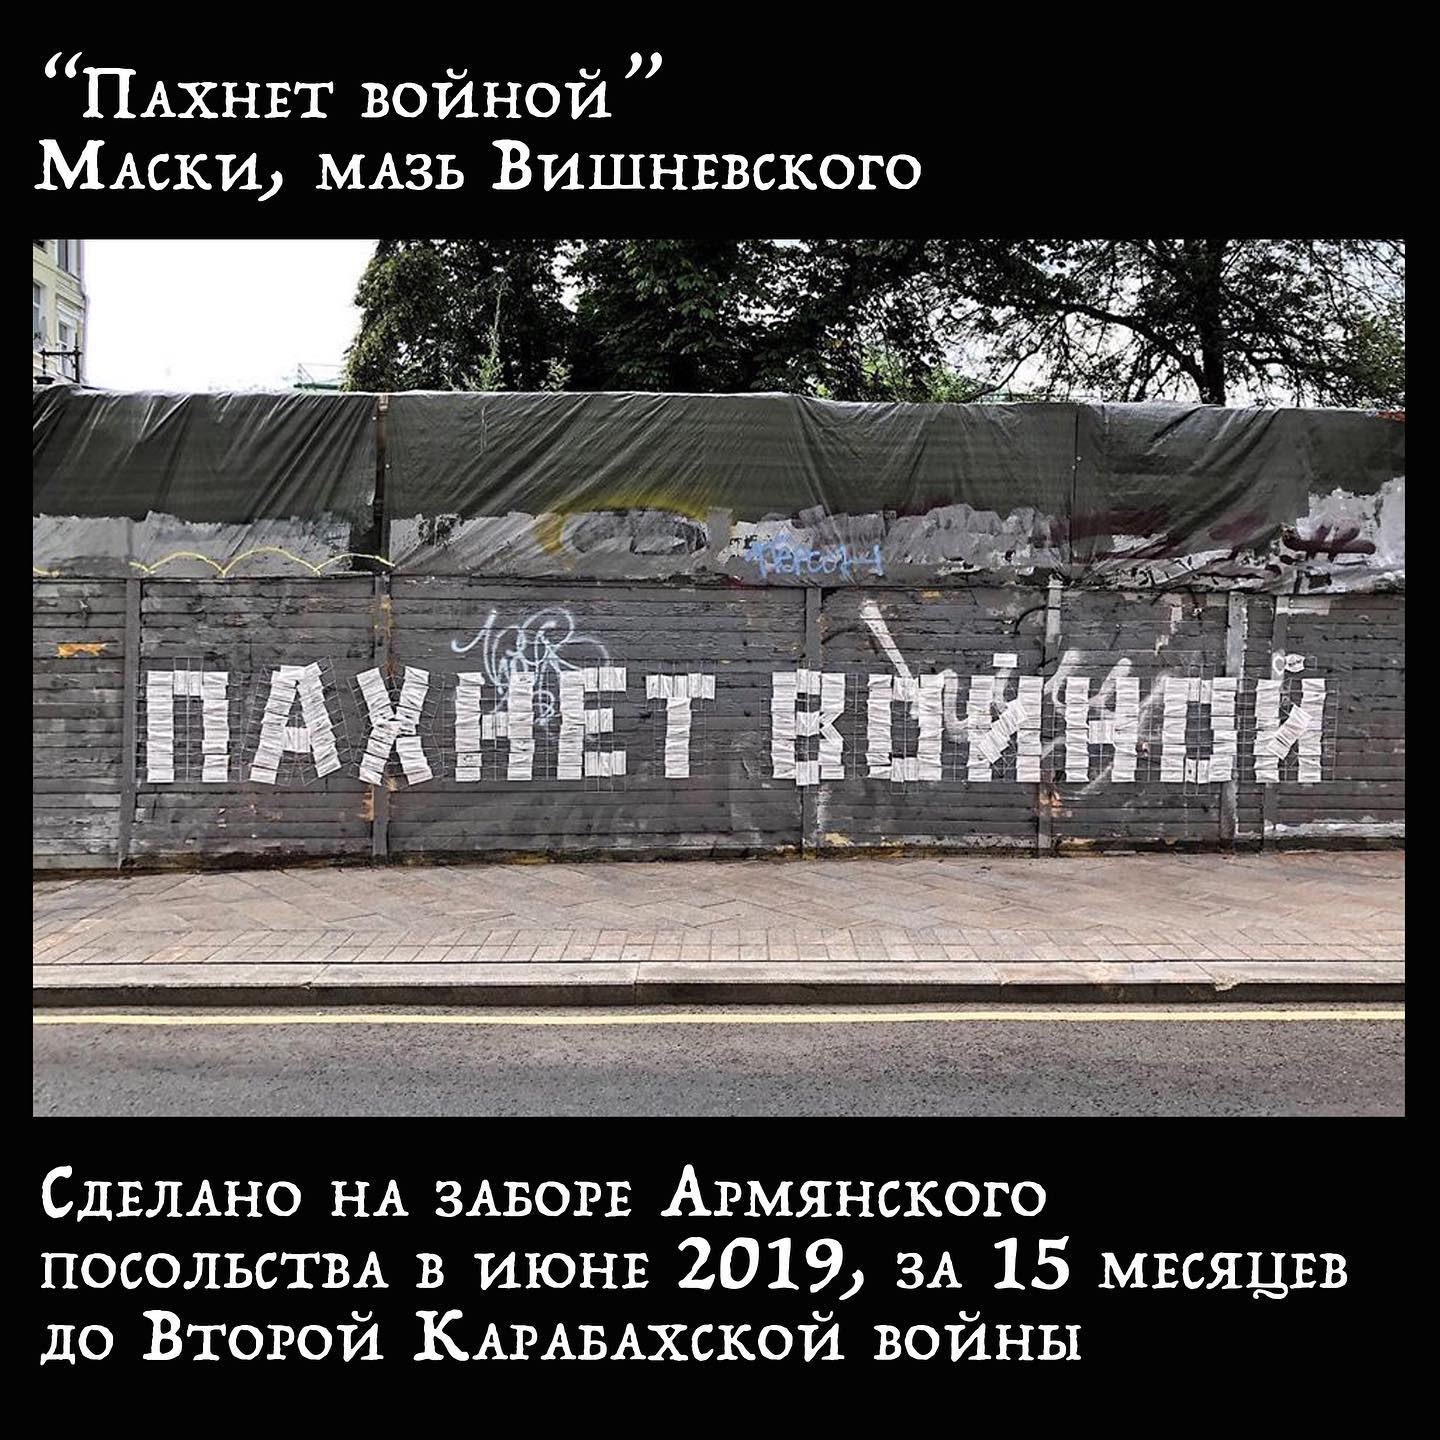 “Пахнет войной”
Маски, мазь Вишневского
ПАХНЕТ ВОЙНОЙ
Сделано на заборе Армянского
посольства в июне 2019, за 15 месяцев
до Второй Карабахской войны